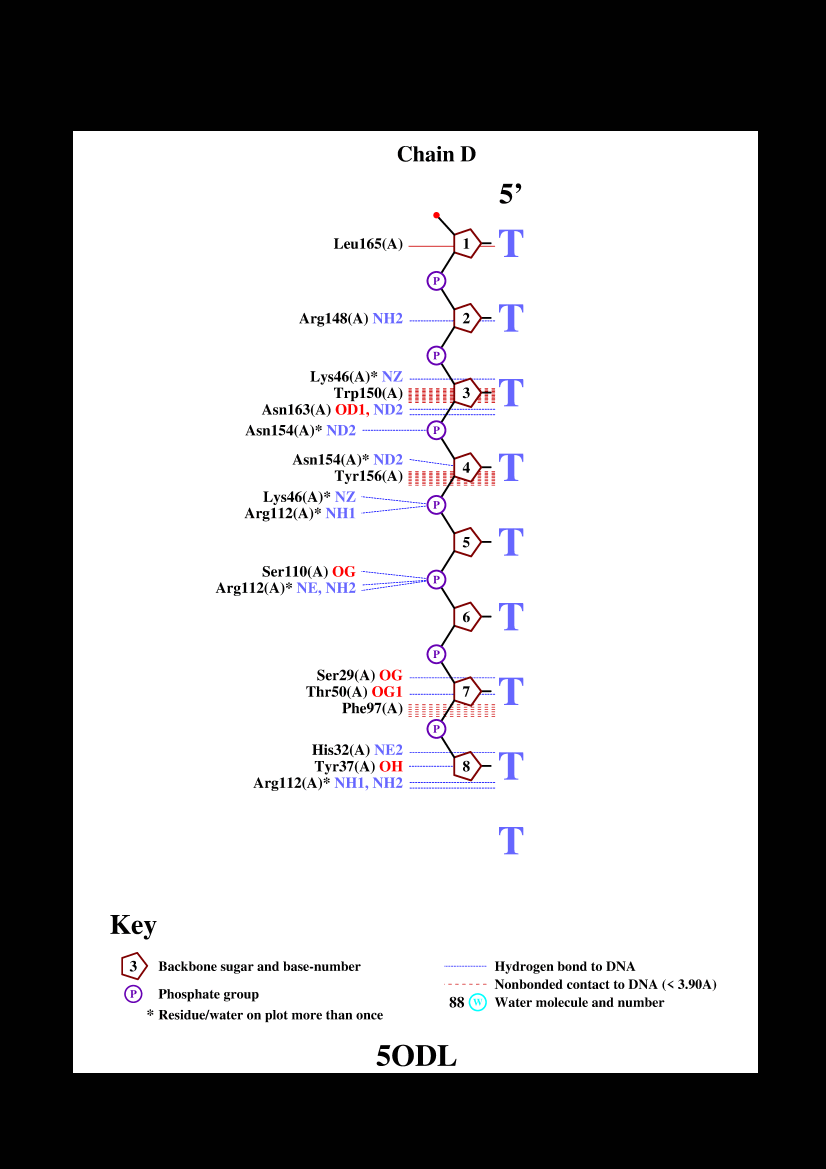 Chain D
5’
Leu165(A) 1 T
P
Arg148(A) NH2 2 T
P
Lys46(A)* NZ
Trp150(A) 3 T
Asn163(A) OD1, ND2
Asn154(A)* ND2 P
Asn154(A)* ND2
4 T
Tyr156(A)
Lys46(A)* NZ
P
Arg112(A)* NH1
5 T
Ser110(A) OG
P
Arg112(A)* NE, NH2
6 T
P
Ser29(A) OG
Thr50(A) OG1 7 T
Phe97(A)
P
His32(A) NE2
Tyr37(A) OH 8 T
Arg112(A)* NH1, NH2
T
Key
3 Backbone sugar and base-number
P Phosphate group
* Residue/water on plot more than once
Hydrogen bond to DNA
Nonbonded contact to DNA (< 3.90A)
88 W Water molecule and number
5ODL